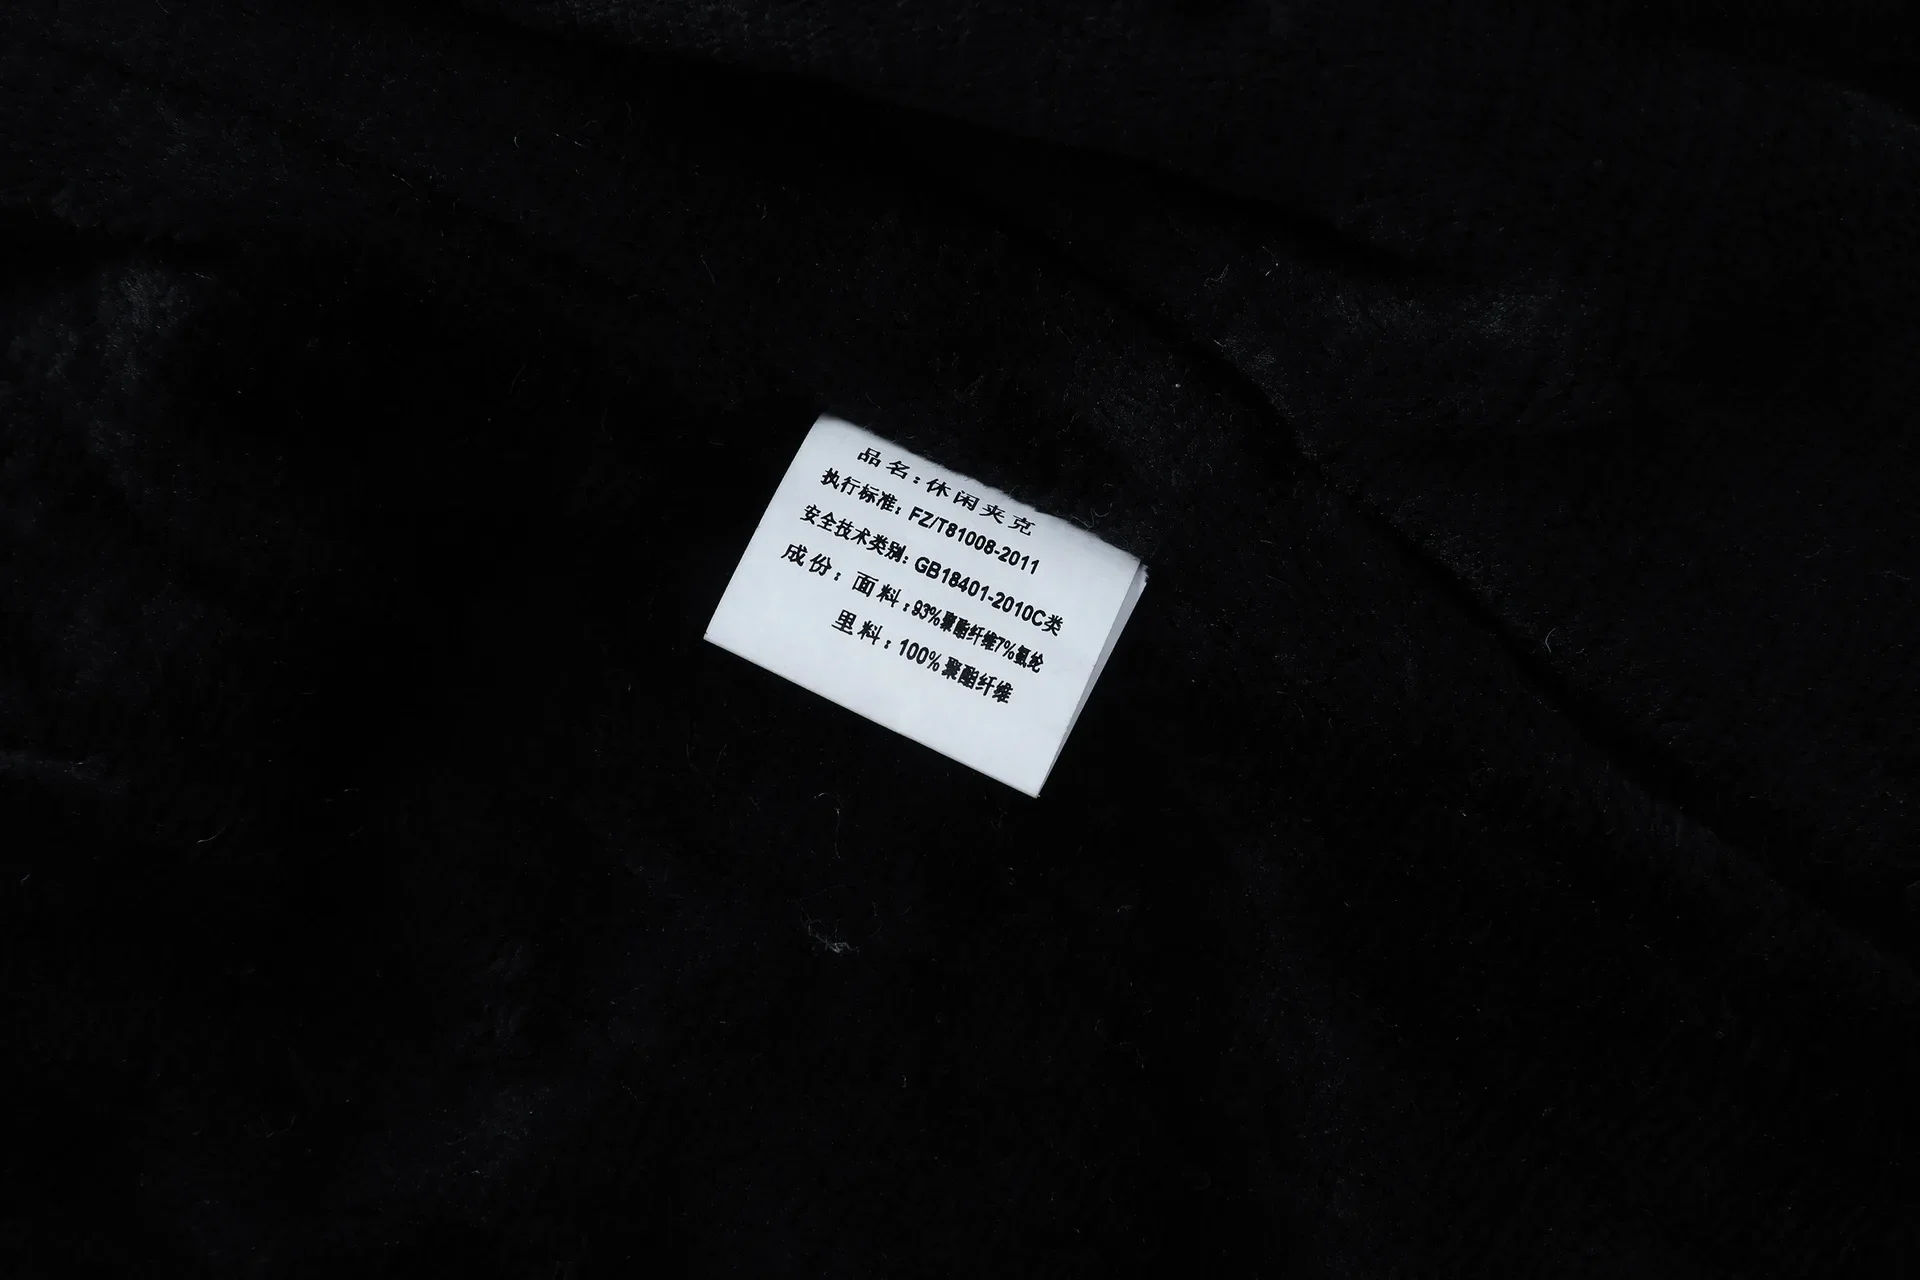 品名：休闲夹克
执行标准：FZ/T81008-2011
安全技术类别：GB18401-2010C类
成份：面料：93%聚酯纤维7%氨纶
里料：100%聚酯纤维